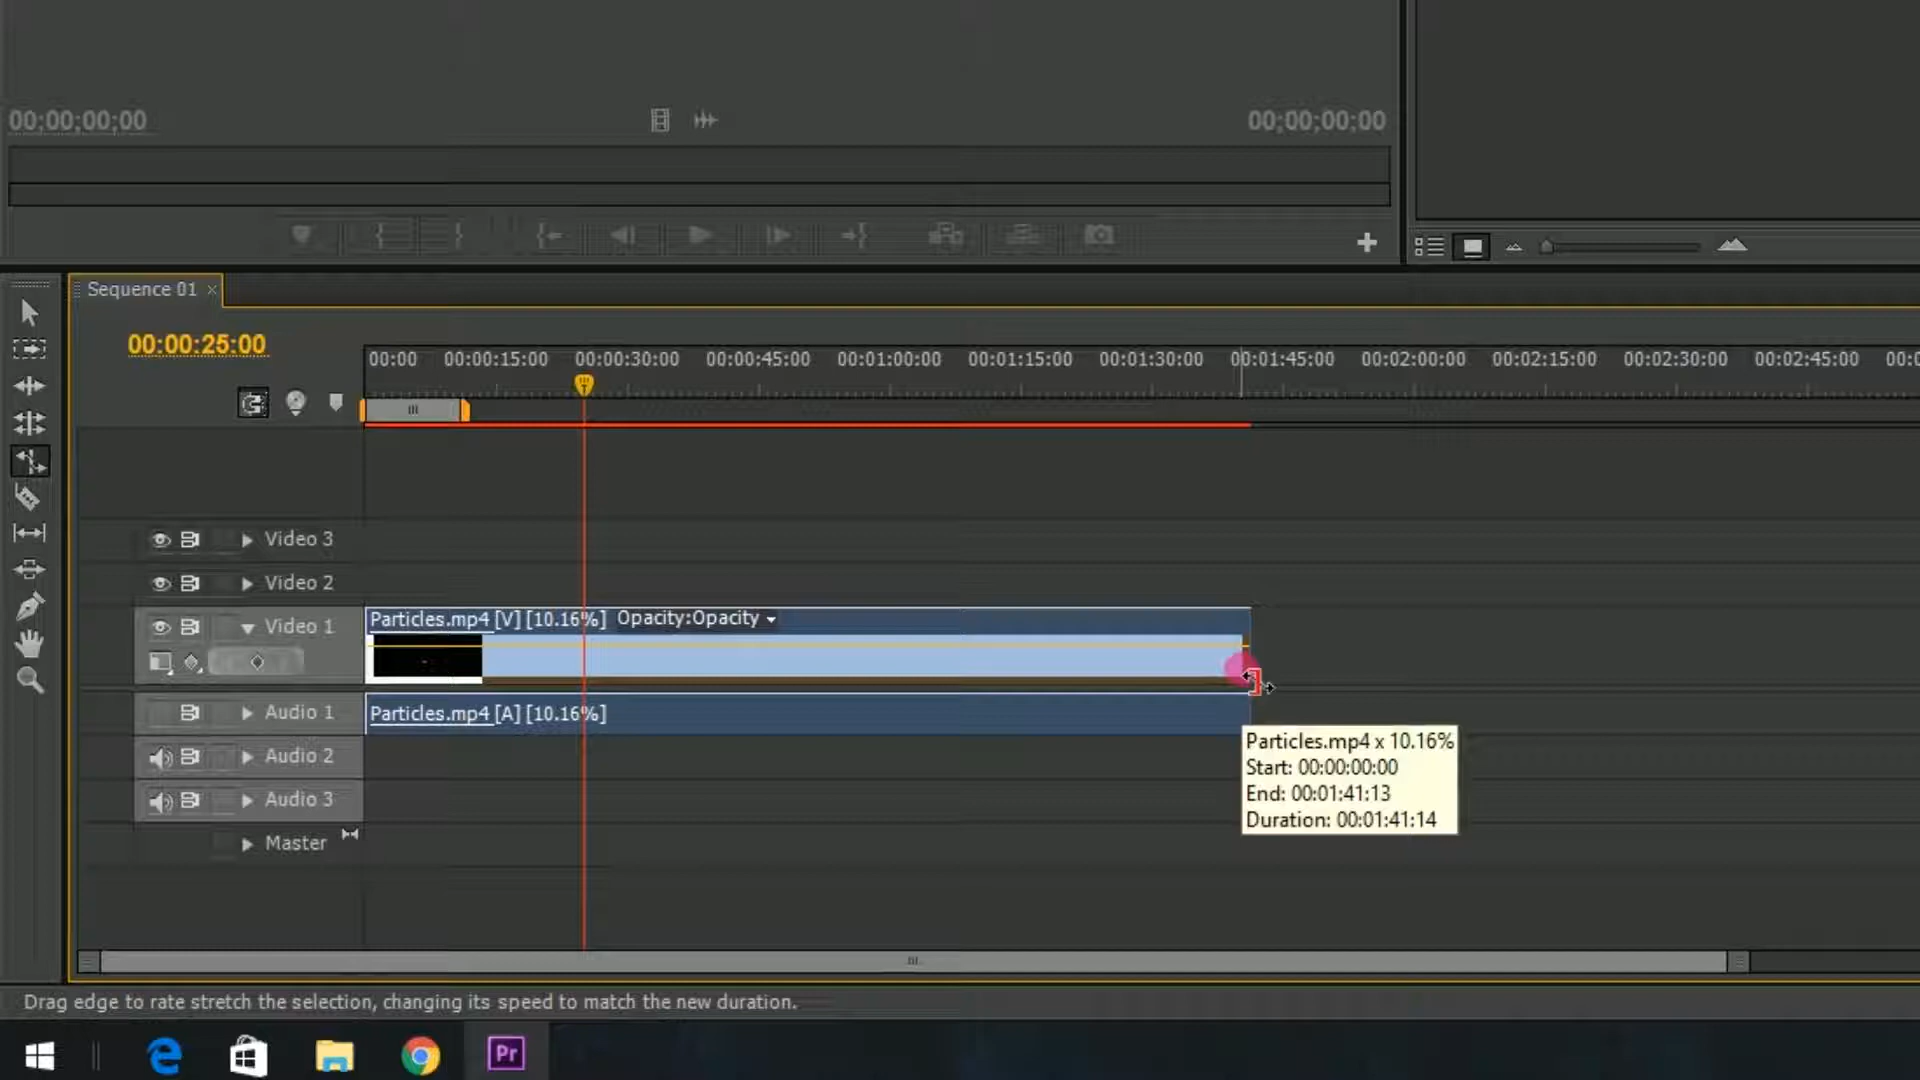 00;00;00;00
00;00;00;00
Sequence 01 ×
00:00:25:00
00:00 00:00:15:00 00:00:30:00 00:00:45:00 00:01:00:00 00:01:15:00 00:01:30:00 00:01:45:00 00:02:00:00 00:02:15:00 00:02:30:00 00:02:45:00 00:0
Video 3
Video 2
Video 1
Particles.mp4 [V] [10.16%] Opacity:Opacity
Audio 1
Particles.mp4 [A] [10.16%]
Audio 2
Audio 3
Master
Particles.mp4 x 10.16%
Start: 00:00:00:00
End: 00:01:41:13
Duration: 00:01:41:14
Drag edge to rate stretch the selection, changing its speed to match the new duration.
Pr